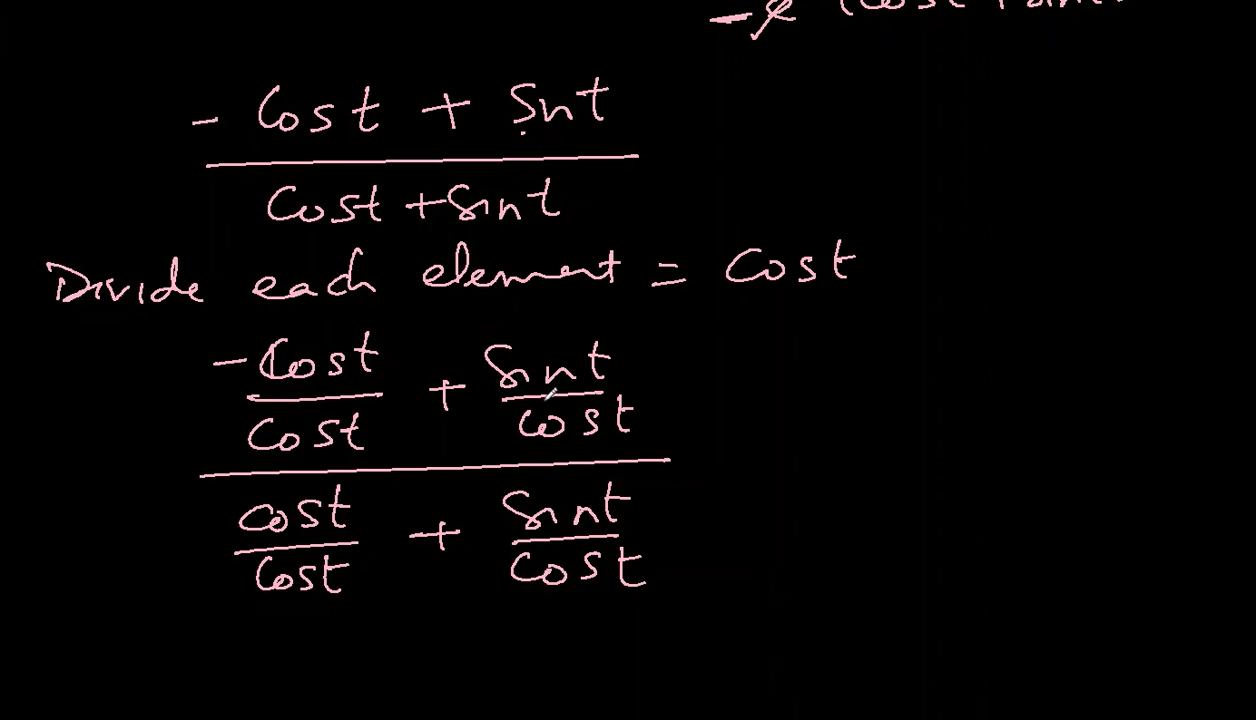 - Cost + Sint
Cost + Sint
Divide each element = Cost
-Cost + Sint
Cost Cost
Cost + Sint
Cost Cost